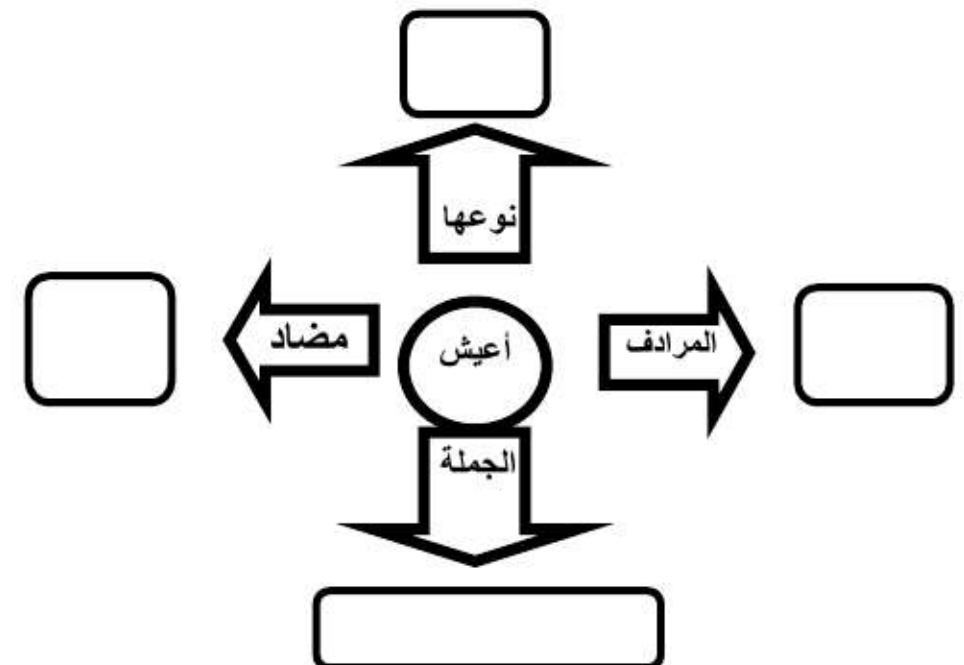 نوعها
المرادف
أعيش
مضاد
الجملة